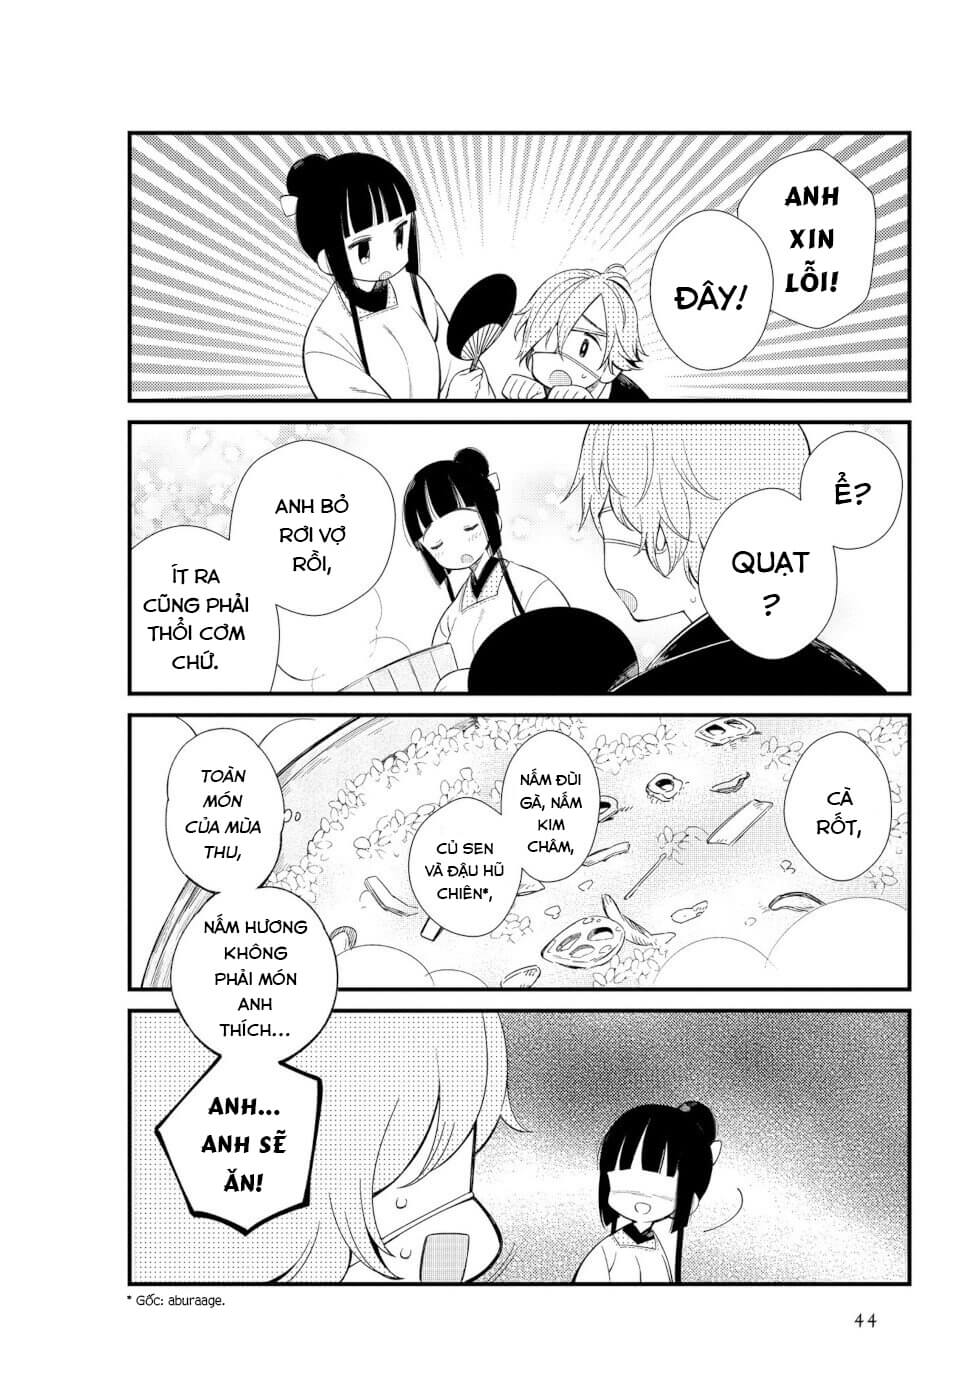 ANH
XIN
LỖI!
ĐÂY!
Ể?
QUẠT
?
ANH BỎ
RƠI VỢ
RỒI,
ÍT RA
CŨNG PHẢI
THỔI CƠM
CHỨ.
CÀ
RỐT,
NẤM ĐÙI
GÀ, NẤM
KIM
CHÂM,
CỦ SEN
VÀ ĐẬU HŨ
CHIÊN*,
TOÀN
MÓN
CỦA MÙA
THU,
NẤM HƯƠNG
KHÔNG
PHẢI MÓN
ANH
THÍCH...
ANH...
ANH SẼ
ĂN!
* Gốc: aburaage.
44